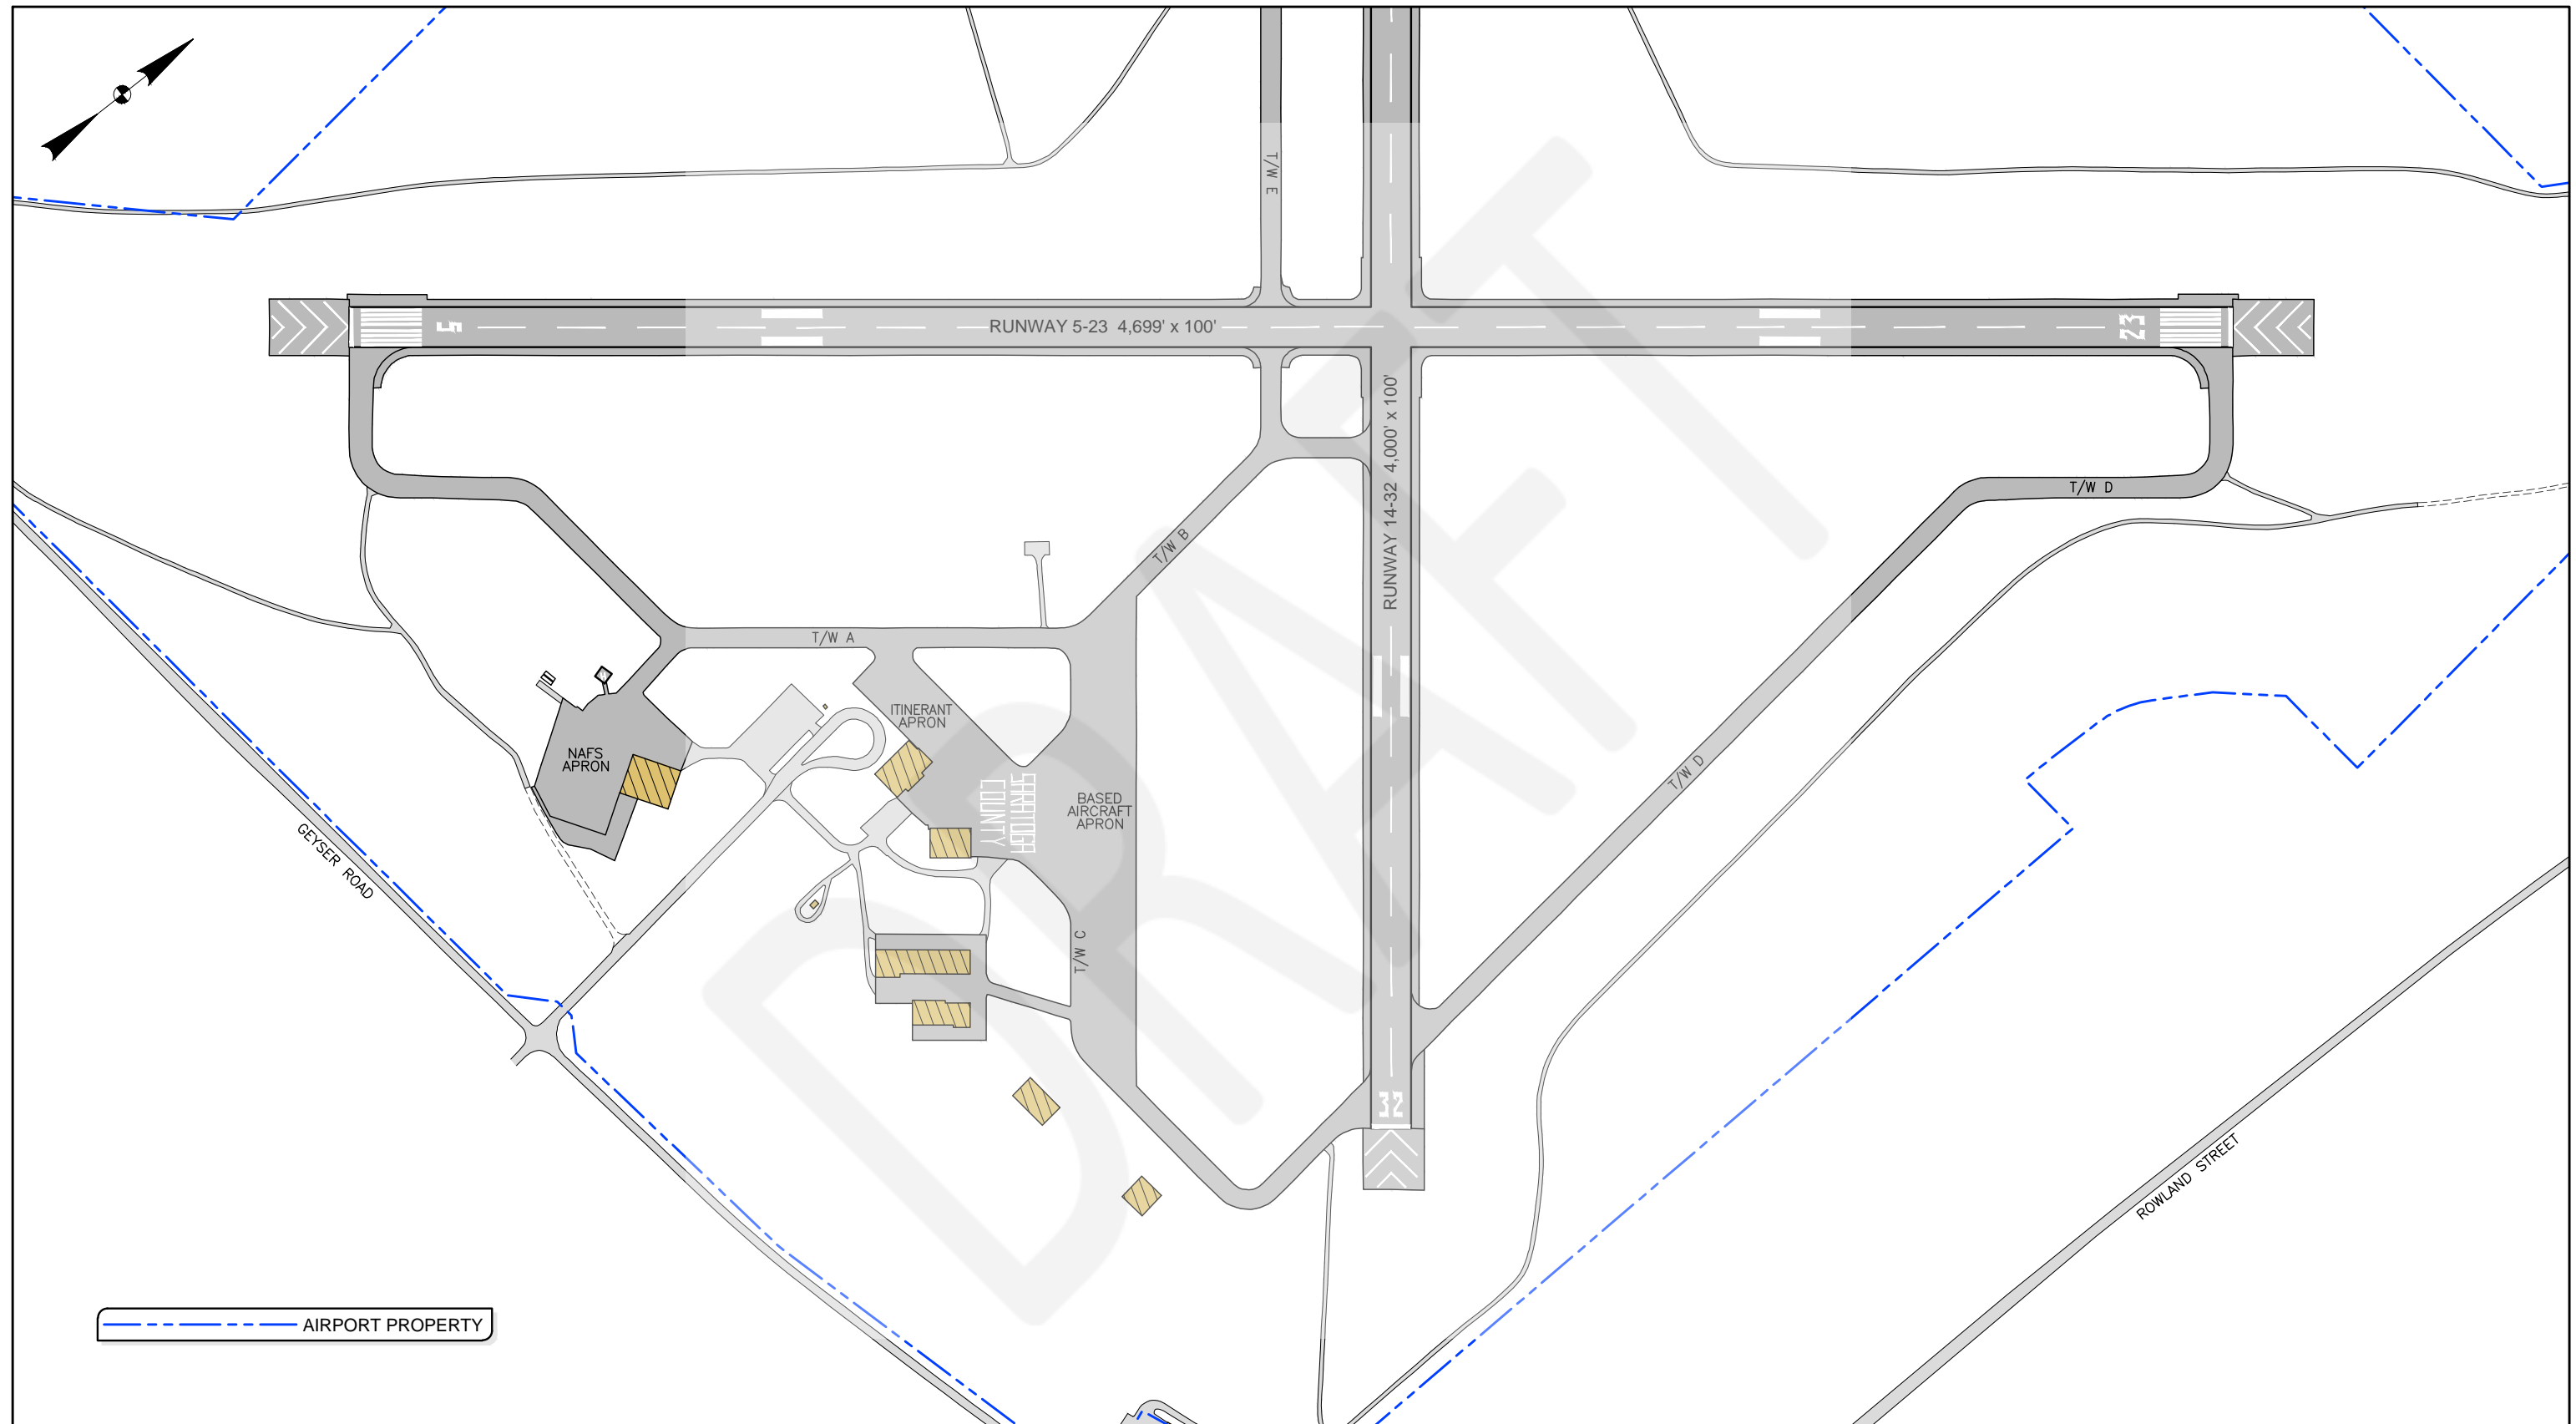 T/W E
5
RUNWAY 5-23 4,699' x 100'
23
RUNWAY 14-32 4,000' x 100'
T/W D
T/W B
T/W A
ITINERANT
APRON
NAFS
APRON
SARATOGA
COUNTY
BASED
AIRCRAFT
APRON
T/W D
GEYSER ROAD
T/W C
32
ROWLAND STREET
AIRPORT PROPERTY
DRAFT